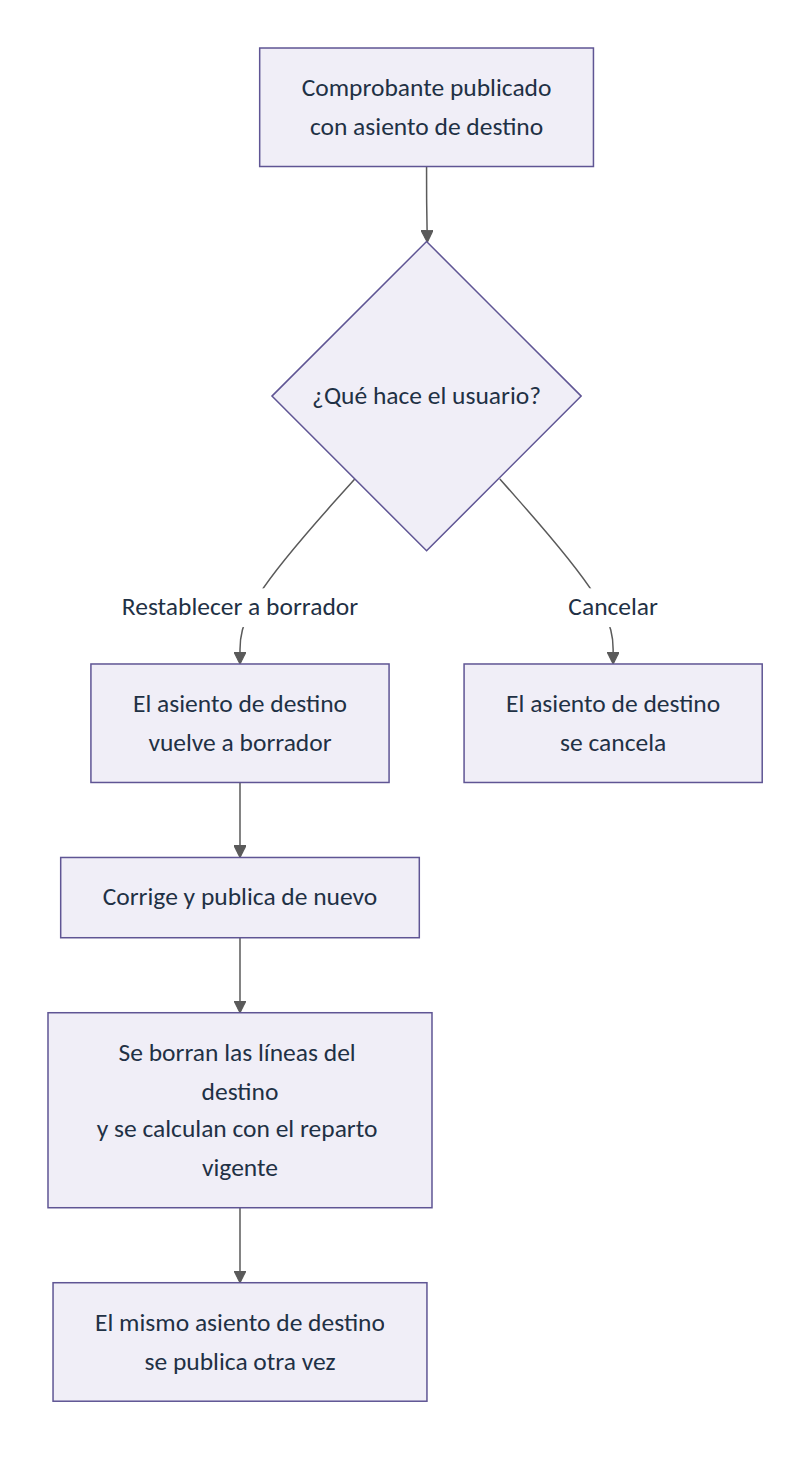 Comprobante publicado
con asiento de destino
¿Qué hace el usuario?
Restablecer a borrador
Cancelar
El asiento de destino
vuelve a borrador
El asiento de destino
se cancela
Corrige y publica de nuevo
Se borran las líneas del
destino
y se calculan con el reparto
vigente
El mismo asiento de destino
se publica otra vez